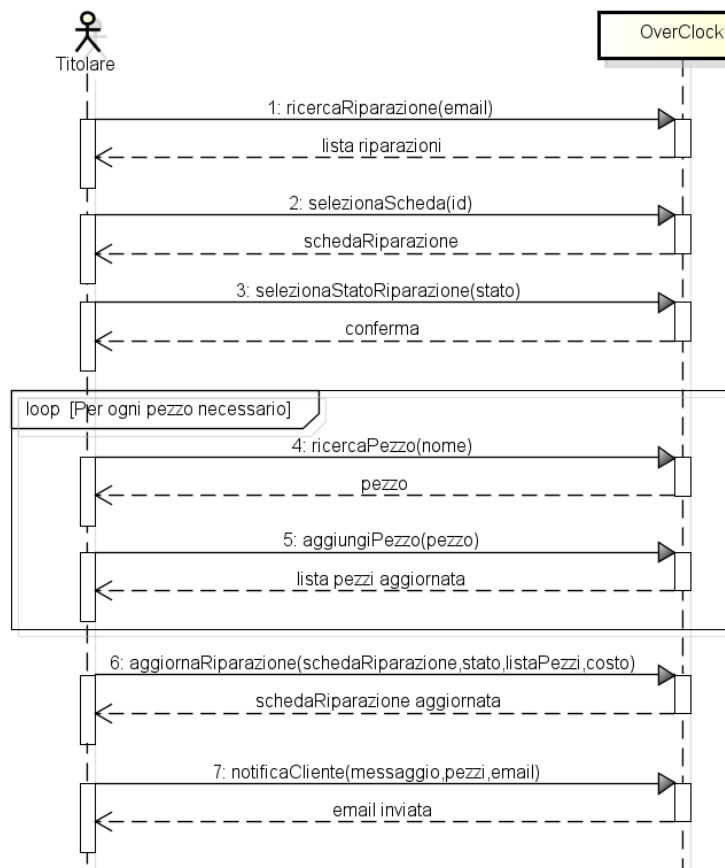 OverClock
Titolare
1: ricercaRiparazione(email)
lista riparazioni
2: selezionaScheda(id)
schedaRiparazione
3: selezionaStatoRiparazione(stato)
conferma
loop [Per ogni pezzo necessario]
4: ricercaPezzo(nome)
pezzo
5: aggiungiPezzo(pezzo)
lista pezzi aggiornata
6: aggiornaRiparazione(schedaRiparazione,stato,listaPezzi,costo)
schedaRiparazione aggiornata
7: notificaCliente(messaggio,pezzi,email)
email inviata